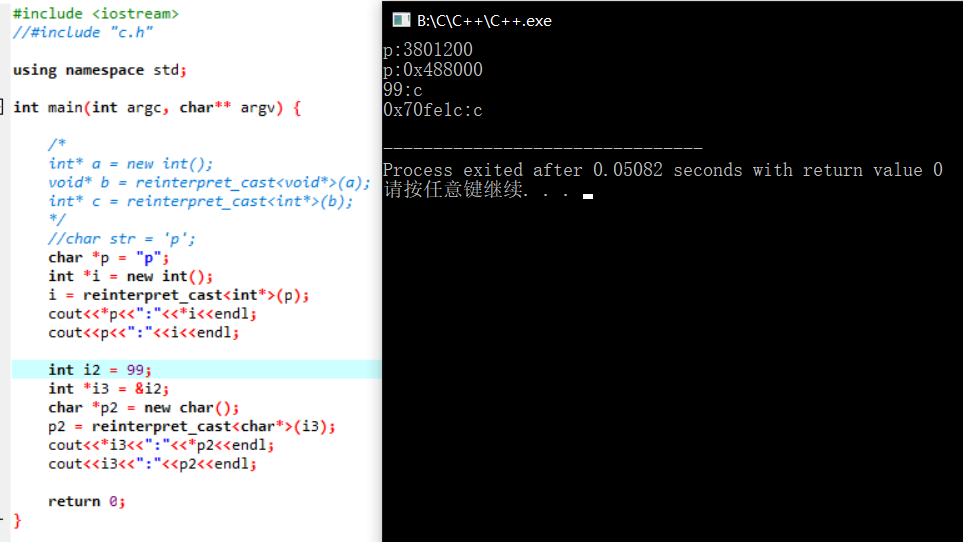 #include <iostream>
//#include "c.h"
using namespace std;
int main(int argc, char** argv) {
/*
int* a = new int();
void* b = reinterpret_cast<void*>(a);
int* c = reinterpret_cast<int*>(b);
*/
//char str = 'p';
char *p = "p";
int *i = new int();
i = reinterpret_cast<int*>(p);
cout<<*p<<":"<<*i<<endl;
cout<<p<<":"<<i<<endl;
int i2 = 99;
int *i3 = &i2;
char *p2 = new char();
p2 = reinterpret_cast<char*>(i3);
cout<<*i3<<":"<<*p2<<endl;
cout<<i3<<":"<<p2<<endl;
return 0;
}
B:\C\C++\C++.exe
p:3801200
p:0x488000
99:c
0x70fe1c:c
--------------------------------
Process exited after 0.05082 seconds with return value 0
请按任意键继续. . .